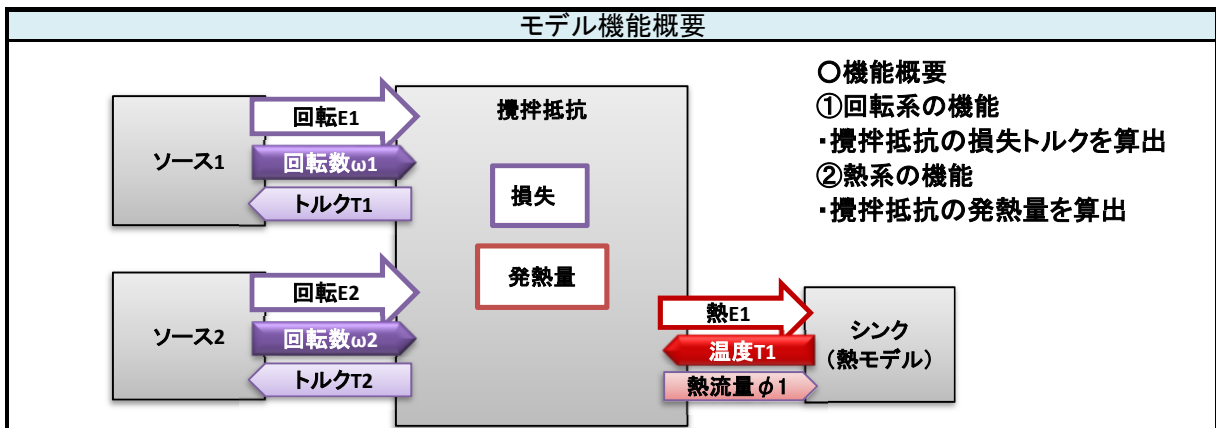 モデル機能概要
ソース1
回転E1
回転数ω1
トルクT1
ソース2
回転E2
回転数ω2
トルクT2
攪拌抵抗
損失
発熱量
熱E1
温度T1
熱流量φ1
シンク
(熱モデル)
〇機能概要
①回転系の機能
・攪拌抵抗の損失トルクを算出
②熱系の機能
・攪拌抵抗の発熱量を算出